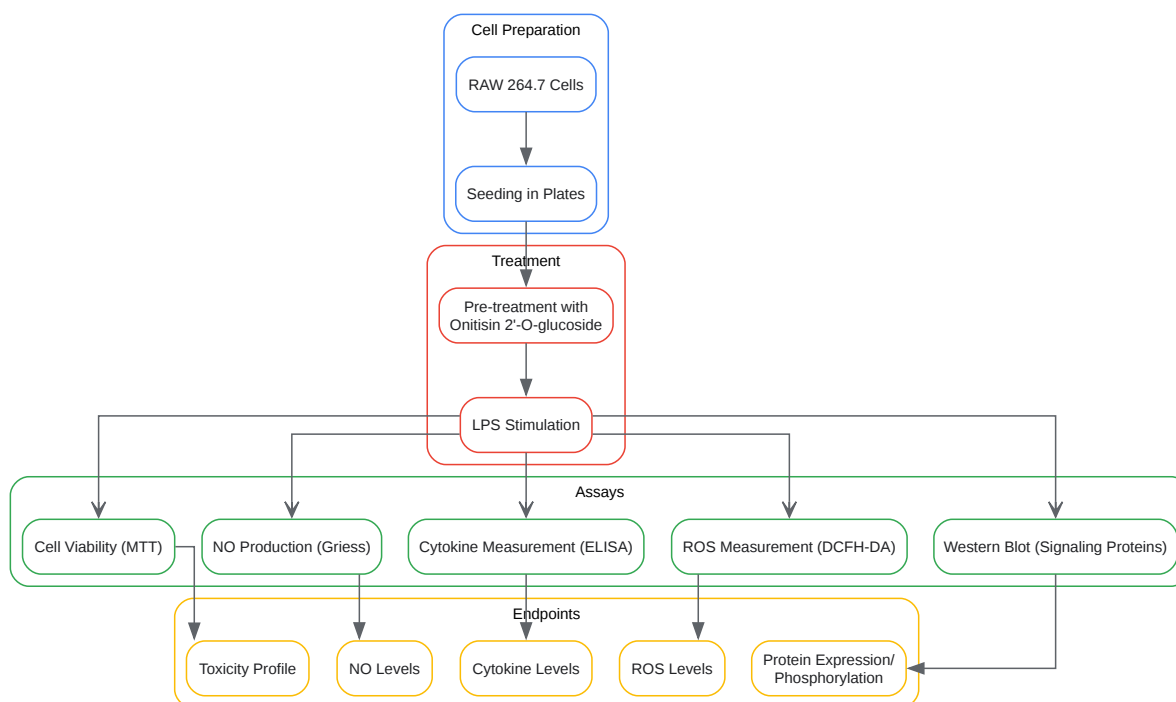 Cell Preparation
RAW 264.7 Cells
Seeding in Plates
Treatment
Pre-treatment with
Onitisin 2'-O-glucoside
LPS Stimulation
Assays
Cell Viability (MTT)
NO Production (Griess)
Cytokine Measurement (ELISA)
ROS Measurement (DCFH-DA)
Western Blot (Signaling Proteins)
Endpoints
Toxicity Profile
NO Levels
Cytokine Levels
ROS Levels
Protein Expression/
Phosphorylation